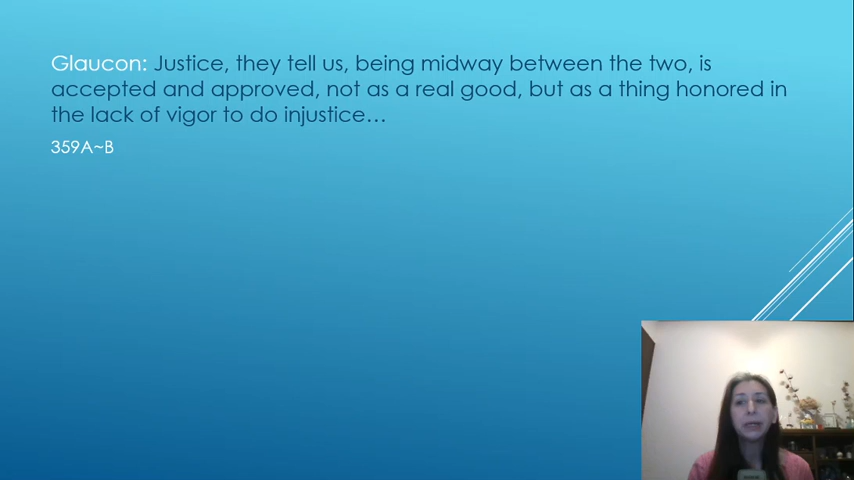 Glaucon: Justice, they tell us, being midway between the two, is
accepted and approved, not as a real good, but as a thing honored in
the lack of vigor to do injustice…
359A~B